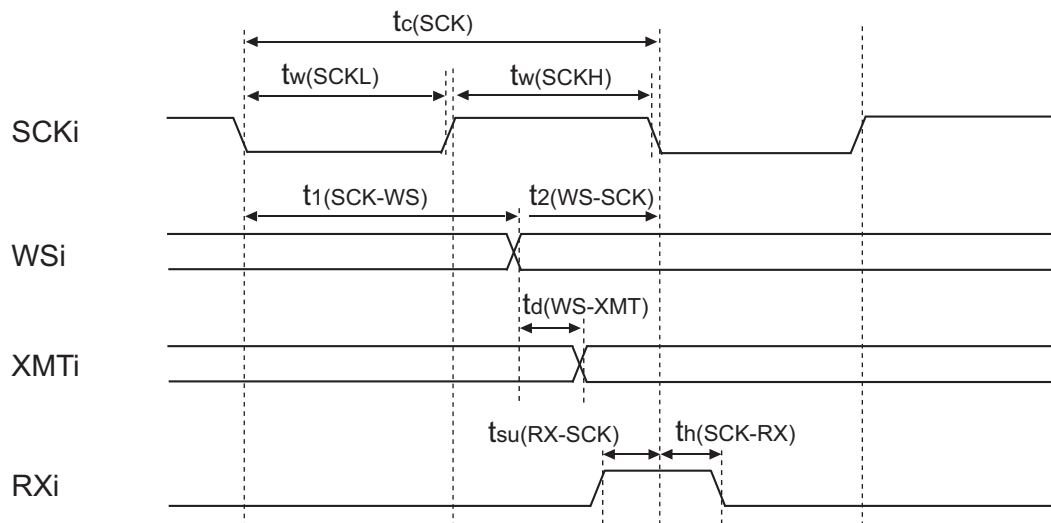 tc(SCK)
tw(SCKL)
tw(SCKH)
SCKi
t1(SCK-WS)
t2(WS-SCK)
WSi
td(WS-XMT)
XMTi
tsu(RX-SCK)
th(SCK-RX)
RXi